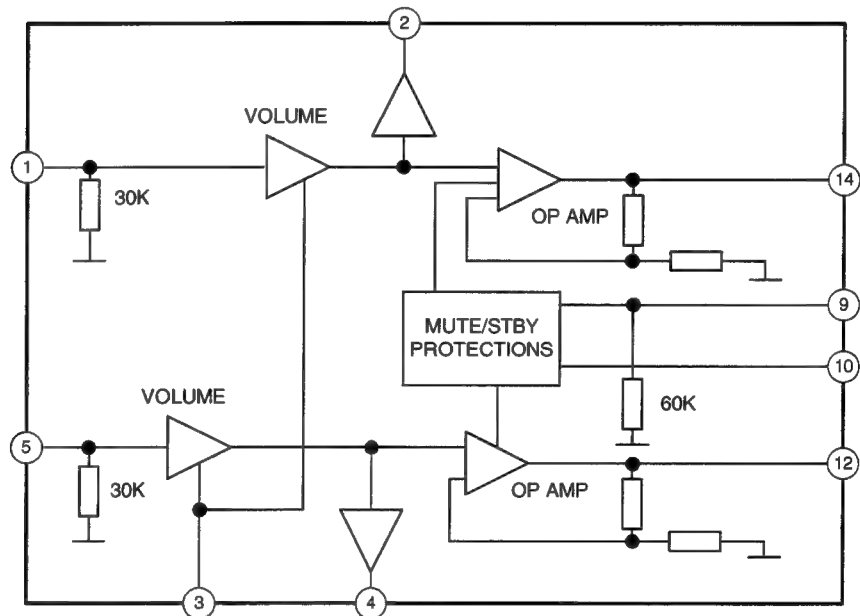 2
VOLUME
1
30K
OP AMP
14
MUTE/STBY
PROTECTIONS
9
10
VOLUME
60K
5
30K
OP AMP
12
3
4